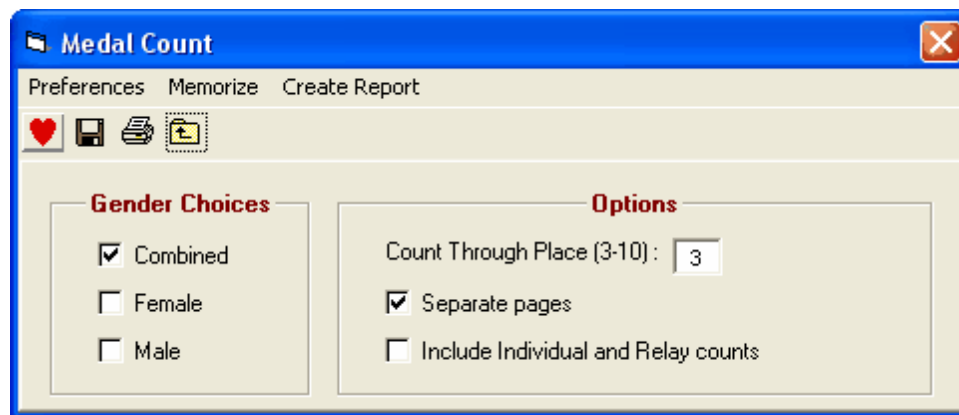 Medal Count
Preferences Memorize Create Report
Gender Choices
Combined
Female
Male
Options
Count Through Place (3-10) : 3
Separate pages
Include Individual and Relay counts